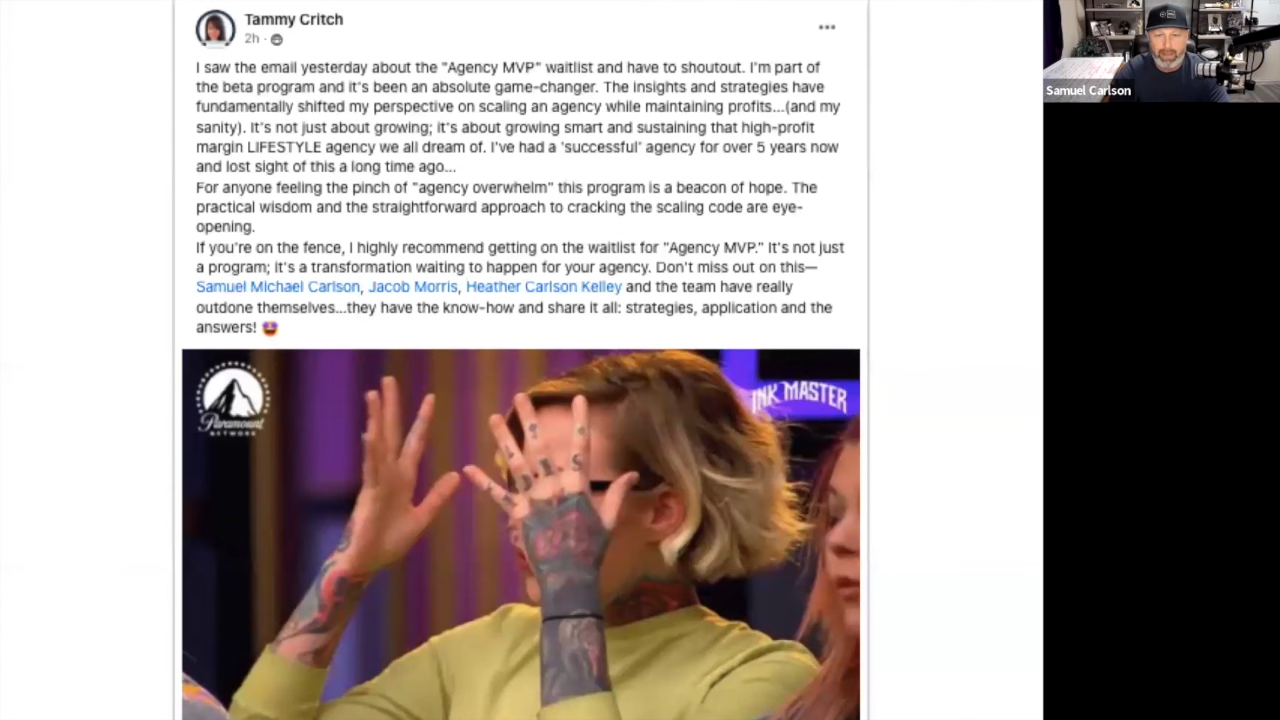 Tammy Critch
2h ·
I saw the email yesterday about the "Agency MVP" waitlist and have to shoutout. I'm part of
the beta program and it's been an absolute game-changer. The insights and strategies have
fundamentally shifted my perspective on scaling an agency while maintaining profits...(and my
sanity). It's not just about growing; it's about growing smart and sustaining that high-profit
margin LIFESTYLE agency we all dream of. I've had a 'successful' agency for over 5 years now
and lost sight of this a long time ago...
For anyone feeling the pinch of "agency overwhelm" this program is a beacon of hope. The
practical wisdom and the straightforward approach to cracking the scaling code are eye-
opening.
If you're on the fence, I highly recommend getting on the waitlist for "Agency MVP." It's not just
a program; it's a transformation waiting to happen for your agency. Don't miss out on this—
Samuel Michael Carlson, Jacob Morris, Heather Carlson Kelley and the team have really
outdone themselves...they have the know-how and share it all: strategies, application and the
answers! 🤩
Paramount
NETWORK
INK MASTER
Samuel Carlson